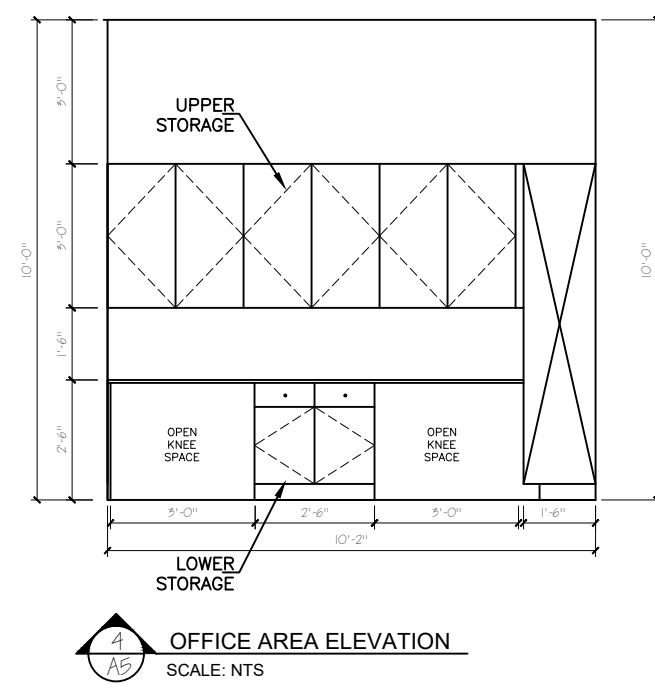 3'-0"
UPPER
STORAGE
10'-0"
3'-0"
10'-0"
1'-6"
2'-6"
OPEN
KNEE
SPACE
OPEN
KNEE
SPACE
3'-0"
2'-6"
3'-0"
1'-6"
10'-2"
LOWER
STORAGE
4
A5
OFFICE AREA ELEVATION
SCALE: NTS